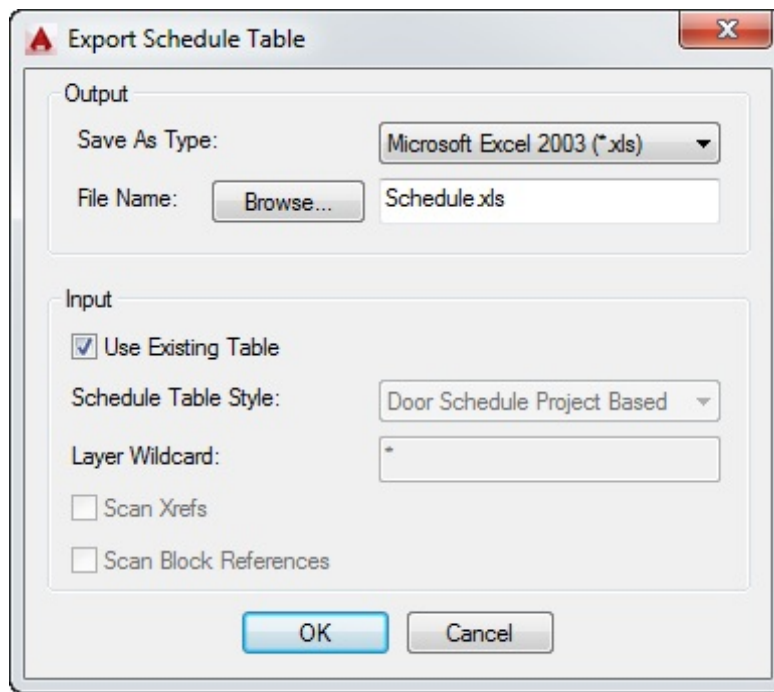 Export Schedule Table
Output
Save As Type: Microsoft Excel 2003 (*.xls)
File Name: Browse... Schedule.xls
Input
Use Existing Table
Schedule Table Style: Door Schedule Project Based
Layer Wildcard: *
Scan Xrefs
Scan Block References
OK Cancel